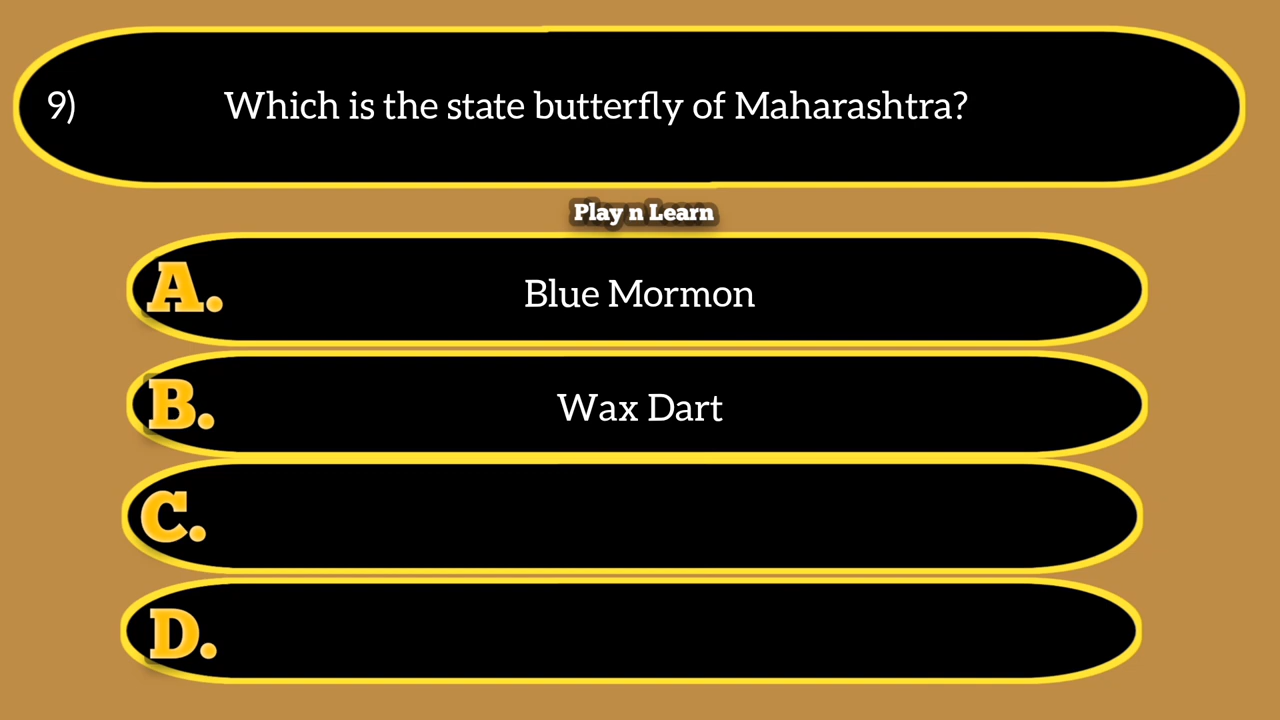 9) Which is the state butterfly of Maharashtra?
Play n Learn
A. Blue Mormon
B. Wax Dart
C.
D.